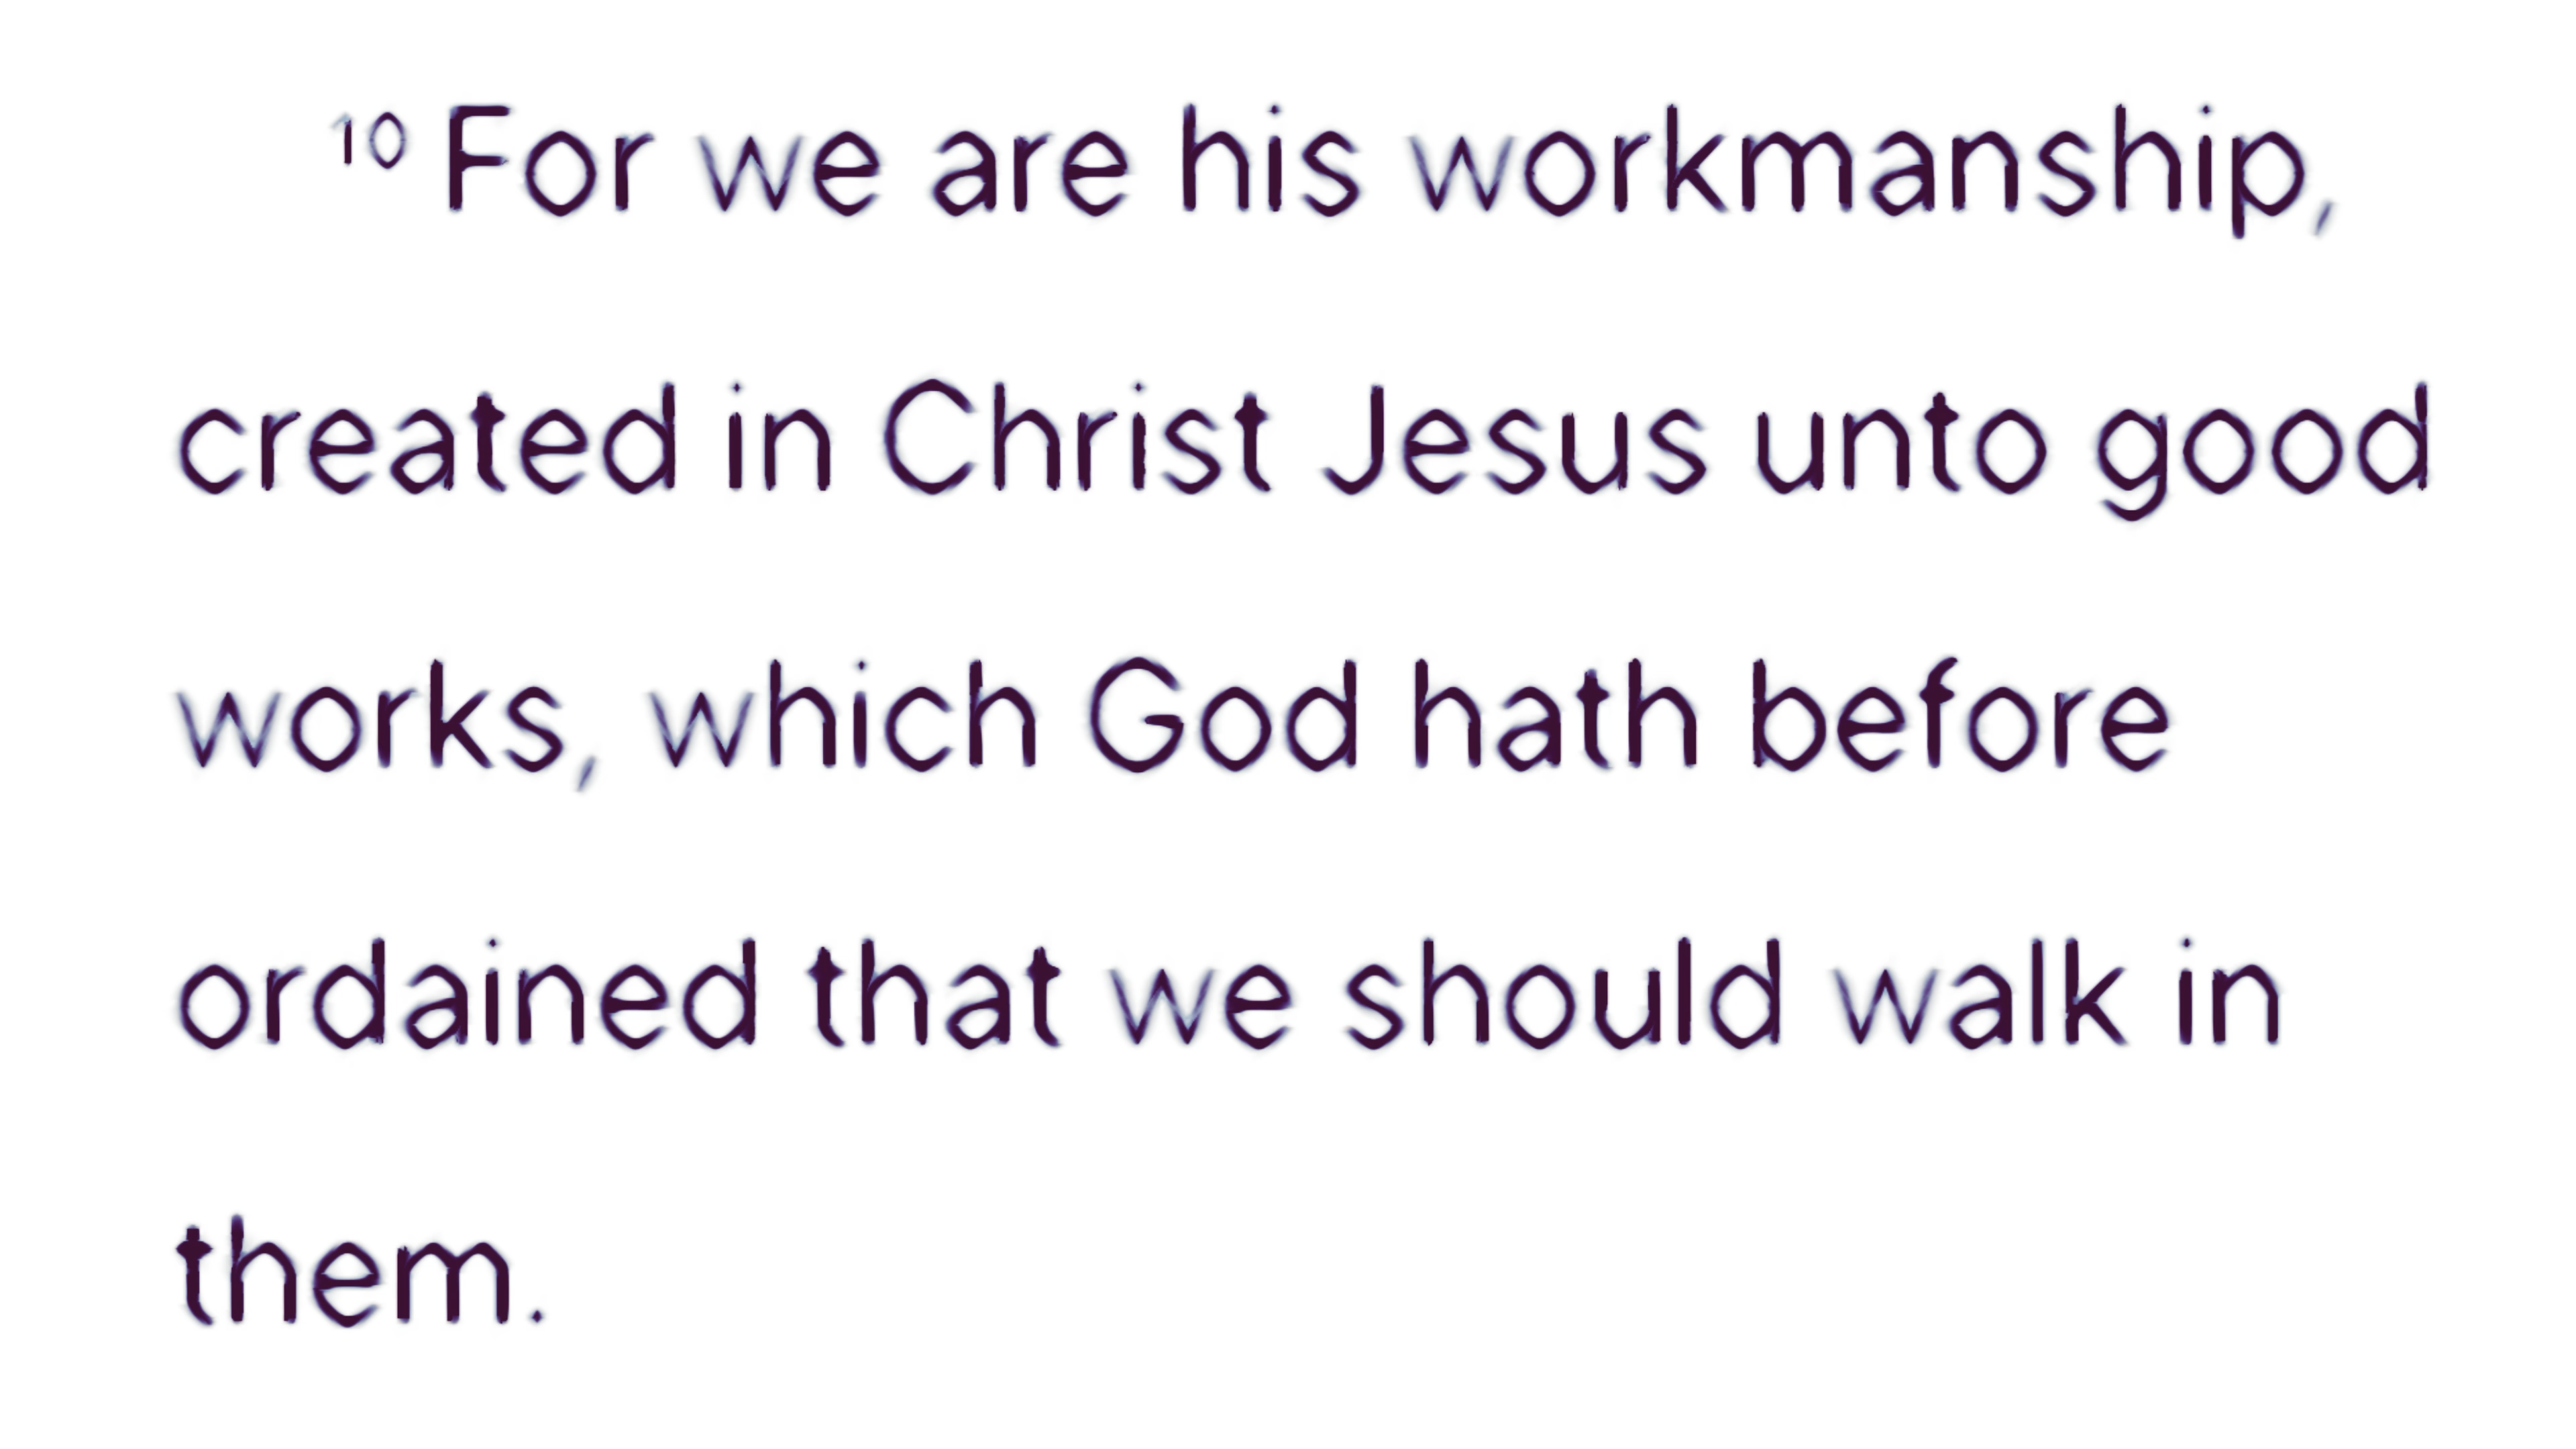 10 For we are his workmanship,
created in Christ Jesus unto good
works, which God hath before
ordained that we should walk in
them.